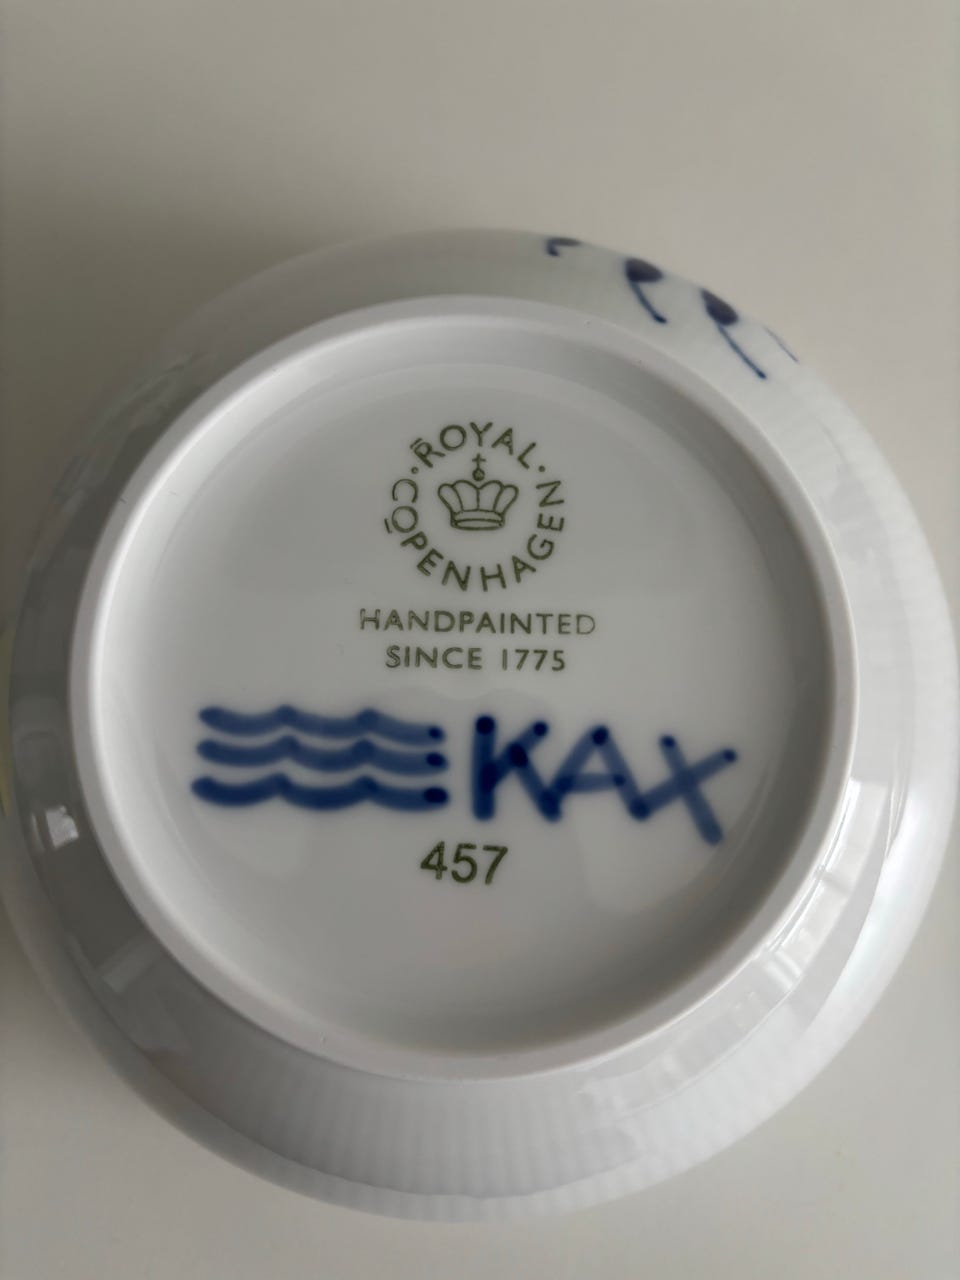 ROYAL
COPENHAGEN
HANDPAINTED
SINCE 1775
KAX
457